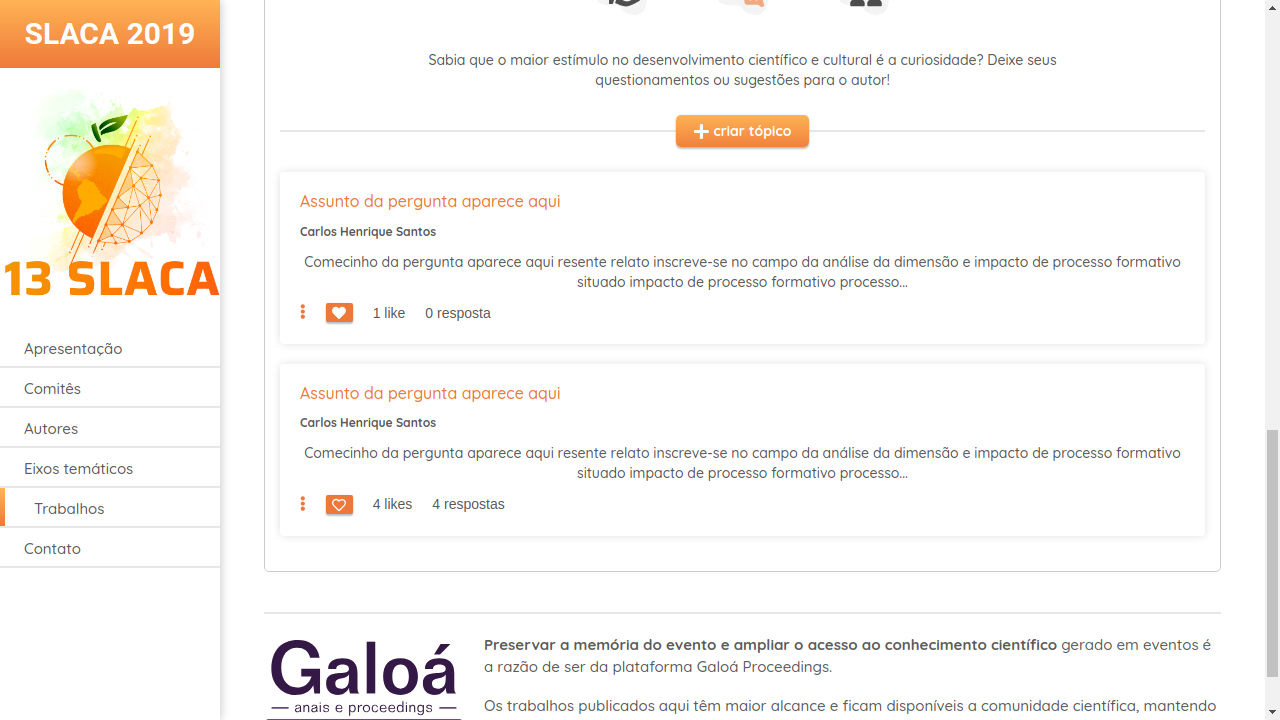 SLACA 2019
13 SLACA
Apresentação
Comitês
Autores
Eixos temáticos
Trabalhos
Contato
Sabia que o maior estímulo no desenvolvimento científico e cultural é a curiosidade? Deixe seus
questionamentos ou sugestões para o autor!
criar tópico
Assunto da pergunta aparece aqui
Carlos Henrique Santos
Comecinho da pergunta aparece aqui resente relato inscreve-se no campo da análise da dimensão e impacto de processo formativo
situado impacto de processo formativo processo...
1 like 0 resposta
Assunto da pergunta aparece aqui
Carlos Henrique Santos
Comecinho da pergunta aparece aqui resente relato inscreve-se no campo da análise da dimensão e impacto de processo formativo
situado impacto de processo formativo processo...
4 likes 4 respostas
Galoá
anais e proceedings
Preservar a memória do evento e ampliar o acesso ao conhecimento científico gerado em eventos é
a razão de ser da plataforma Galoá Proceedings.
Os trabalhos publicados aqui têm maior alcance e ficam disponíveis a comunidade científica, mantendo